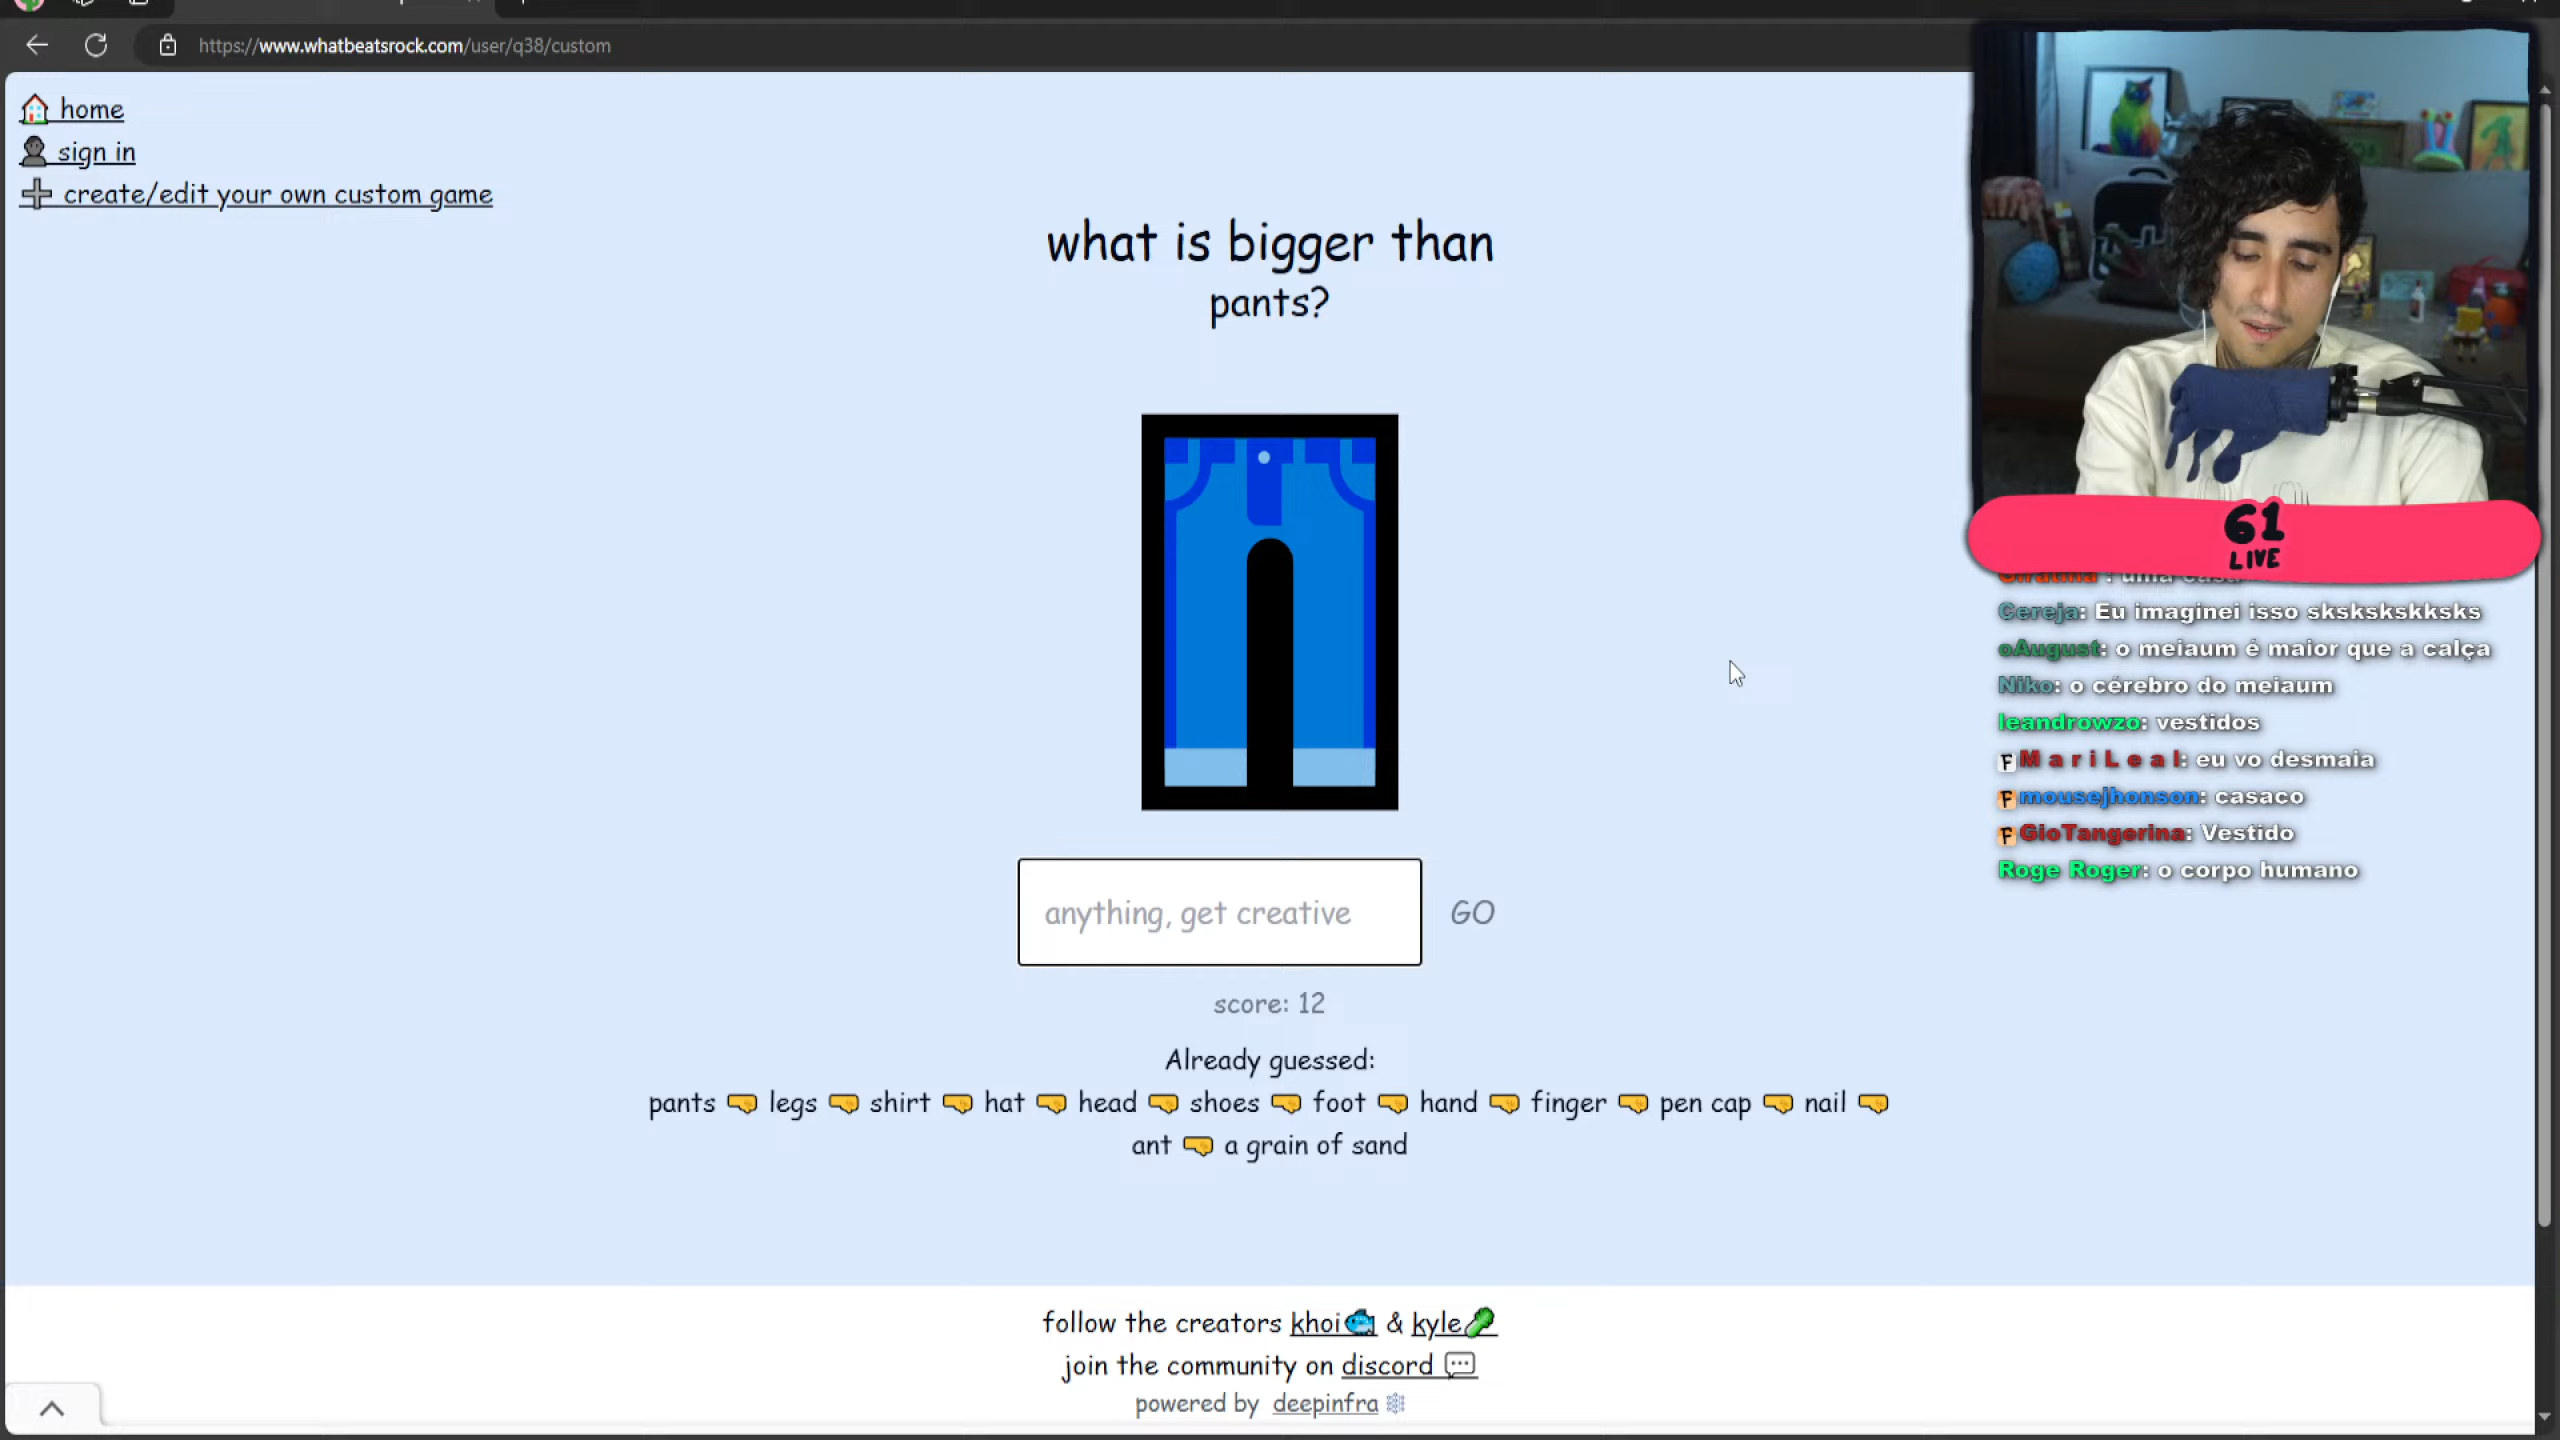 https://www.whatbeatsrock.com/user/q38/custom
home
sign in
create/edit your own custom game
what is bigger than
pants?
anything, get creative
GO
score: 12
Already guessed:
pants 🤜 legs 🤜 shirt 🤜 hat 🤜 head 🤜 shoes 🤜 foot 🤜 hand 🤜 finger 🤜 pen cap 🤜 nail 🤜
ant 🤜 a grain of sand
follow the creators khoi🐟 & kyle🥬
join the community on discord 💬
powered by deepinfra
61
LIVE
Cereja: Eu imaginei isso skskskskksks
oAugust: o meiaum é maior que a calça
Niko: o cérebro do meiaum
leandrowzo: vestidos
F M a r i L e a l: eu vo desmaia
F mousejhonson: casaco
F GioTangerina: Vestido
Roge Roger: o corpo humano